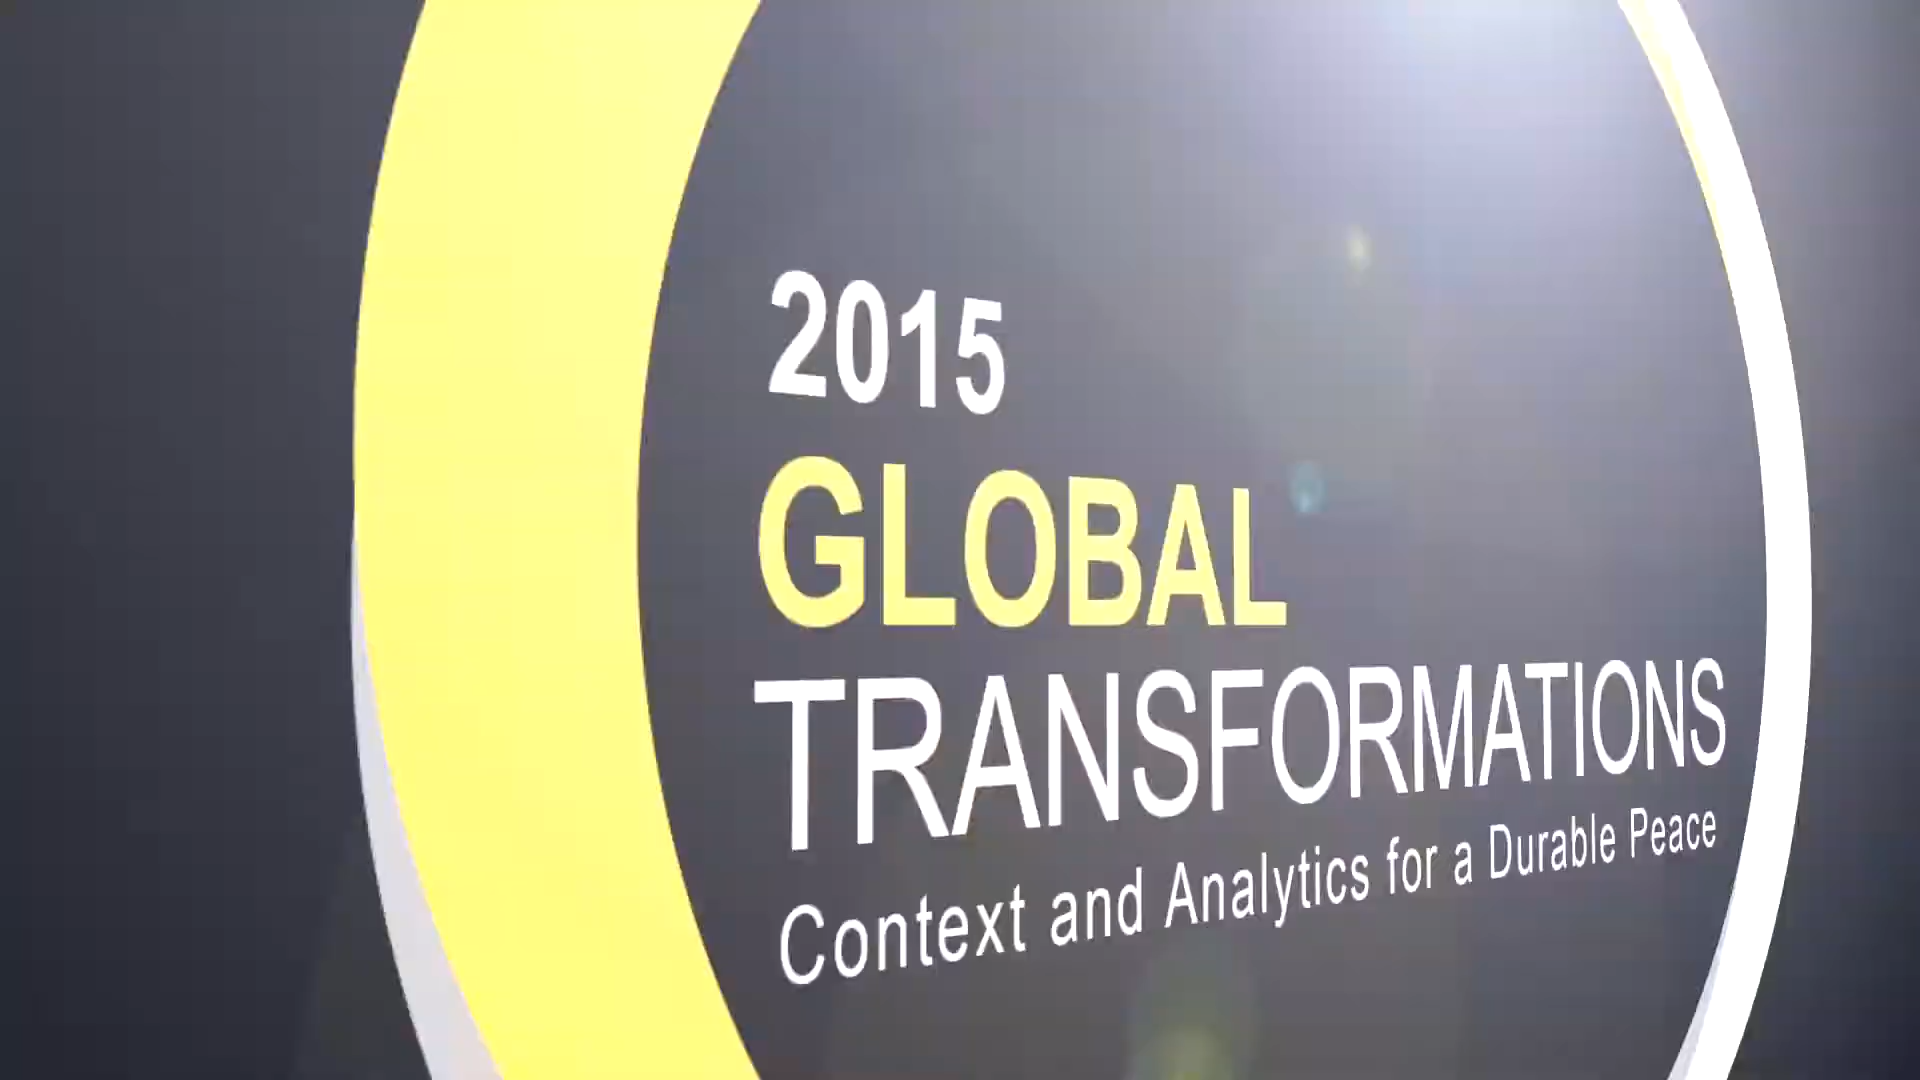 2015
GLOBAL
TRANSFORMATIONS
Context and Analytics for a Durable Peace